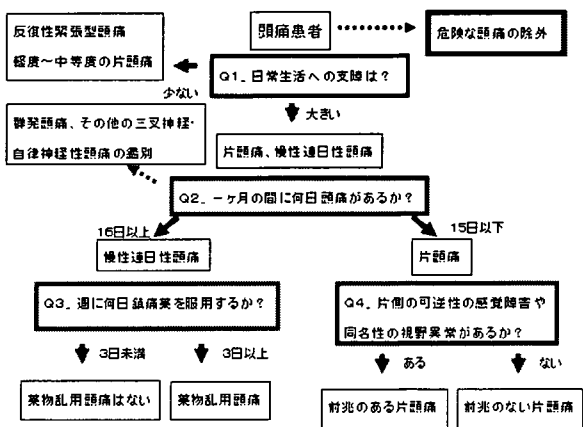 頭痛患者
危険な頭痛の除外
反復性緊張型頭痛
軽度～中等度の片頭痛
Q1. 日常生活への支障は？
少ない
大きい
群発頭痛、その他の三叉神経・
自律神経性頭痛の鑑別
片頭痛、慢性連日性頭痛
Q2. 一ヶ月の間に何日頭痛があるか？
16日以上
15日以下
慢性連日性頭痛
片頭痛
Q3. 週に何日鎮痛薬を服用するか？
Q4. 片側の可逆性の感覚障害や
同名性の視野異常があるか？
3日未満
3日以上
ある
ない
薬物乱用頭痛はない
薬物乱用頭痛
前兆のある片頭痛
前兆のない片頭痛